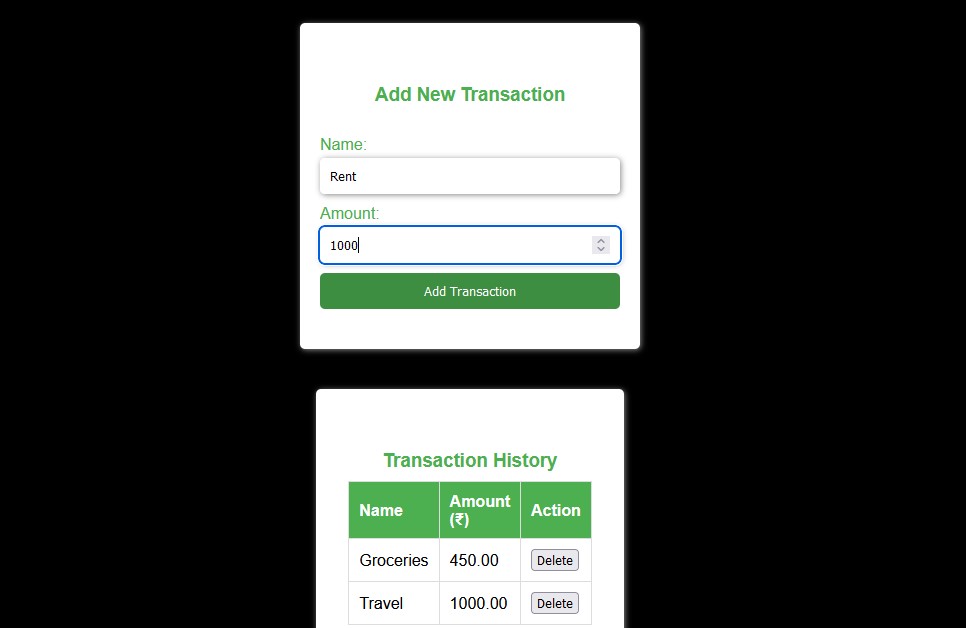 Add New Transaction
Name:
Rent
Amount:
1000
Add Transaction
Transaction History
Name Amount (₹) Action
Groceries 450.00 Delete
Travel 1000.00 Delete